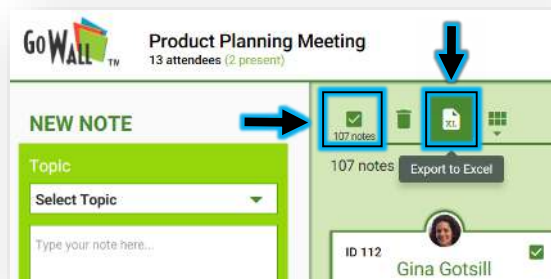 GoWALL TM
Product Planning Meeting
13 attendees (2 present)
NEW NOTE
Topic
Select Topic
Type your note here...
107 notes
XL
107 notes
Export to Excel
ID 112
Gina Gotsill